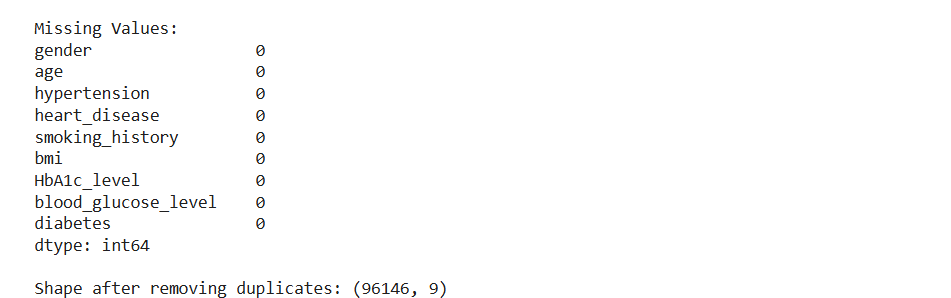 Missing Values:
gender                 0
age                    0
hypertension           0
heart_disease          0
smoking_history        0
bmi                    0
HbA1c_level            0
blood_glucose_level    0
diabetes               0
dtype: int64

Shape after removing duplicates: (96146, 9)